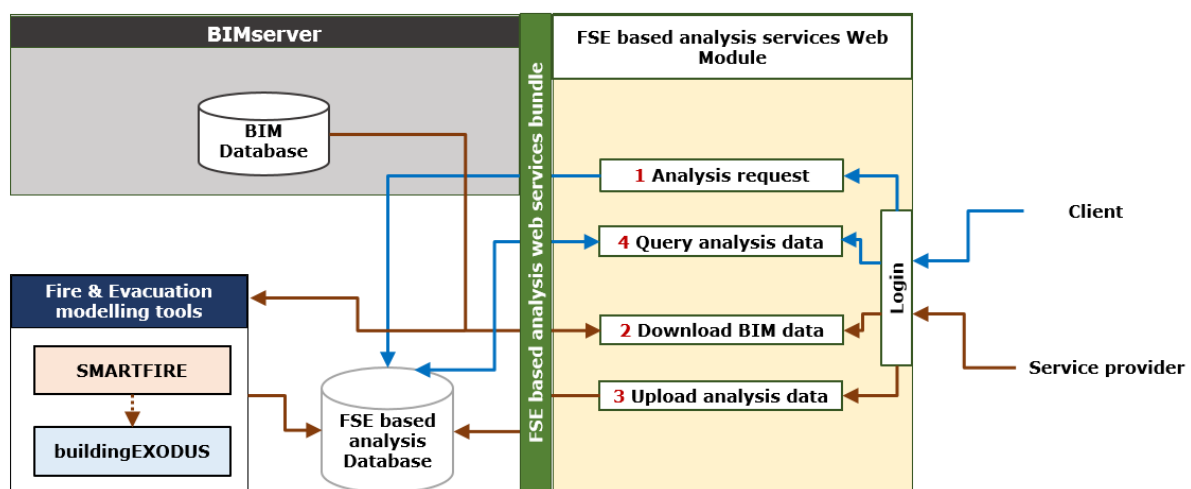 BIMserver
BIM
Database
FSE based analysis web services bundle
FSE based analysis services Web
Module
1 Analysis request
4 Query analysis data
2 Download BIM data
3 Upload analysis data
Login
Client
Service provider
Fire & Evacuation
modelling tools
SMARTFIRE
buildingEXODUS
FSE based
analysis
Database